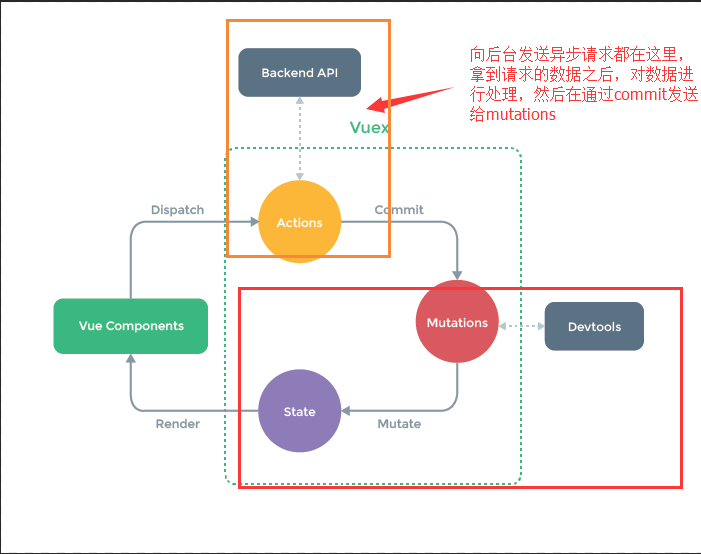 向后台发送异步请求都在这里，
拿到请求的数据之后，对数据进
行处理，然后在通过commit发送
给mutations
Backend API
Vuex
Dispatch
Actions
Commit
Vue Components
Mutations
Devtools
State
Render
Mutate